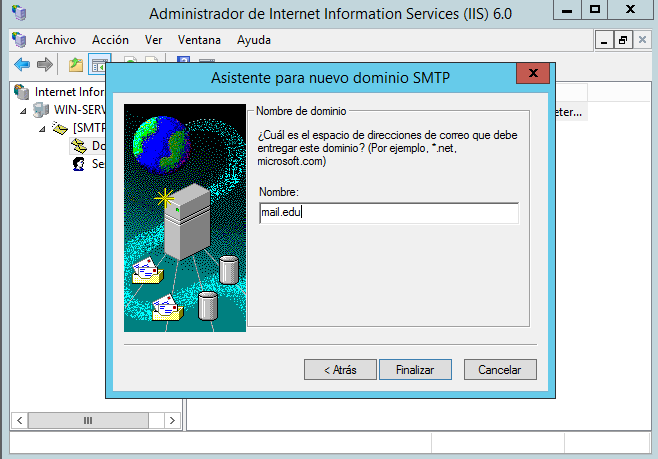 Administrador de Internet Information Services (IIS) 6.0
Archivo Acción Ver Ventana Ayuda
Asistente para nuevo dominio SMTP
Internet Infor
WIN-SERV
[SMTP
Do
Se
eter...
Nombre de dominio
¿Cuál es el espacio de direcciones de correo que debe
entregar este dominio? (Por ejemplo, *.net,
microsoft.com)
Nombre:
mail.edu
< Atrás Finalizar Cancelar